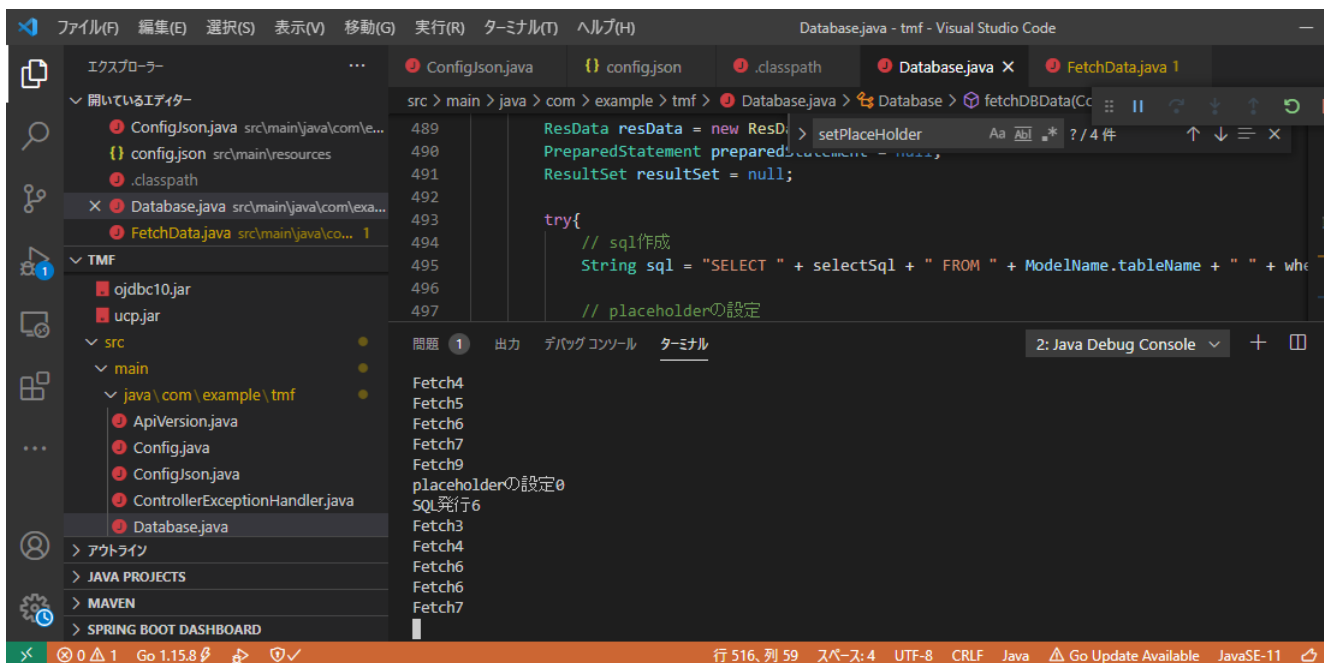 ファイル(F) 編集(E) 選択(S) 表示(V) 移動(G) 実行(R) ターミナル(T) ヘルプ(H) Database.java - tmf - Visual Studio Code
エクスプローラー ...
ConfigJson.java {} config.json .classpath Database.java FetchData.java 1
開いているエディター
ConfigJson.java src\main\java\com\e...
{} config.json src\main\resources
.classpath
Database.java src\main\java\com\exa...
FetchData.java src\main\java\co... 1
TMF
ojdbc10.jar
ucp.jar
src
main
java\com\example\tmf
ApiVersion.java
Config.java
ConfigJson.java
ControllerExceptionHandler.java
Database.java
アウトライン
JAVA PROJECTS
MAVEN
SPRING BOOT DASHBOARD
1
src > main > java > com > example > tmf > Database.java > Database > fetchDBData(Cc
setPlaceHolder Aa Abl .* ? / 4 件
489 ResData resData = new ResD
490 PreparedStatement preparedStatement = null;
491 ResultSet resultSet = null;
492
493 try{
494 // sql作成
495 String sql = "SELECT " + selectSql + " FROM " + ModelName.tableName + " " + whe
496
497 // placeholderの設定
問題 1 出力 デバッグ コンソール ターミナル 2: Java Debug Console
Fetch4
Fetch5
Fetch6
Fetch7
Fetch9
placeholderの設定0
SQL発行6
Fetch3
Fetch4
Fetch6
Fetch6
Fetch7
0 1 Go 1.15.8 行 516、列 59 スペース: 4 UTF-8 CRLF Java Go Update Available JavaSE-11